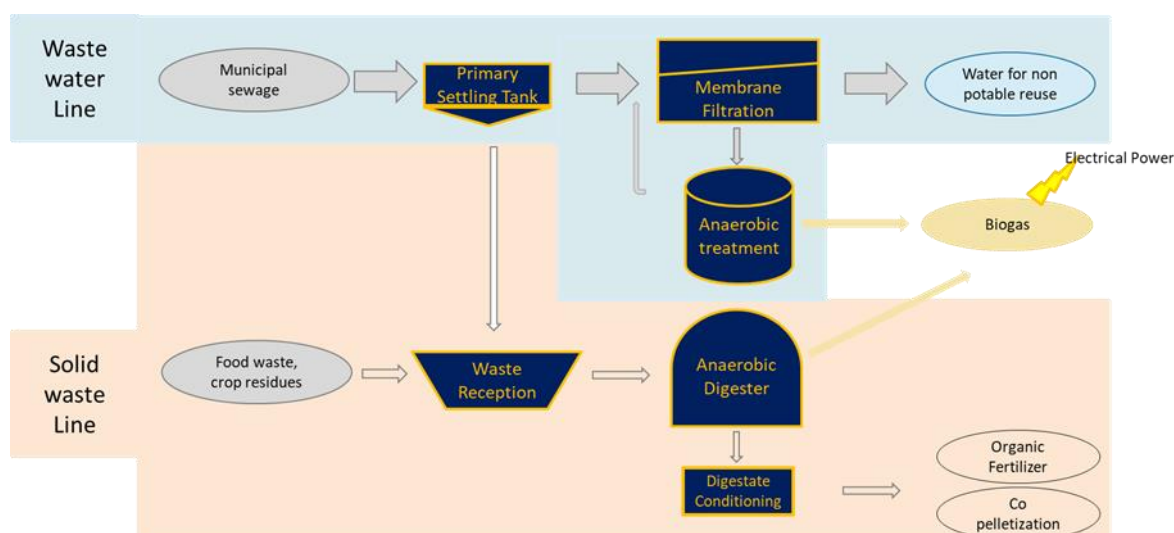 Waste
water
Line
Municipal
sewage
Primary
Settling Tank
Membrane
Filtration
Water for non
potable reuse
Electrical Power
Anaerobic
treatment
Biogas
Solid
waste
Line
Food waste,
crop residues
Waste
Reception
Anaerobic
Digester
Digestate
Conditioning
Organic
Fertilizer
Co
pelletization